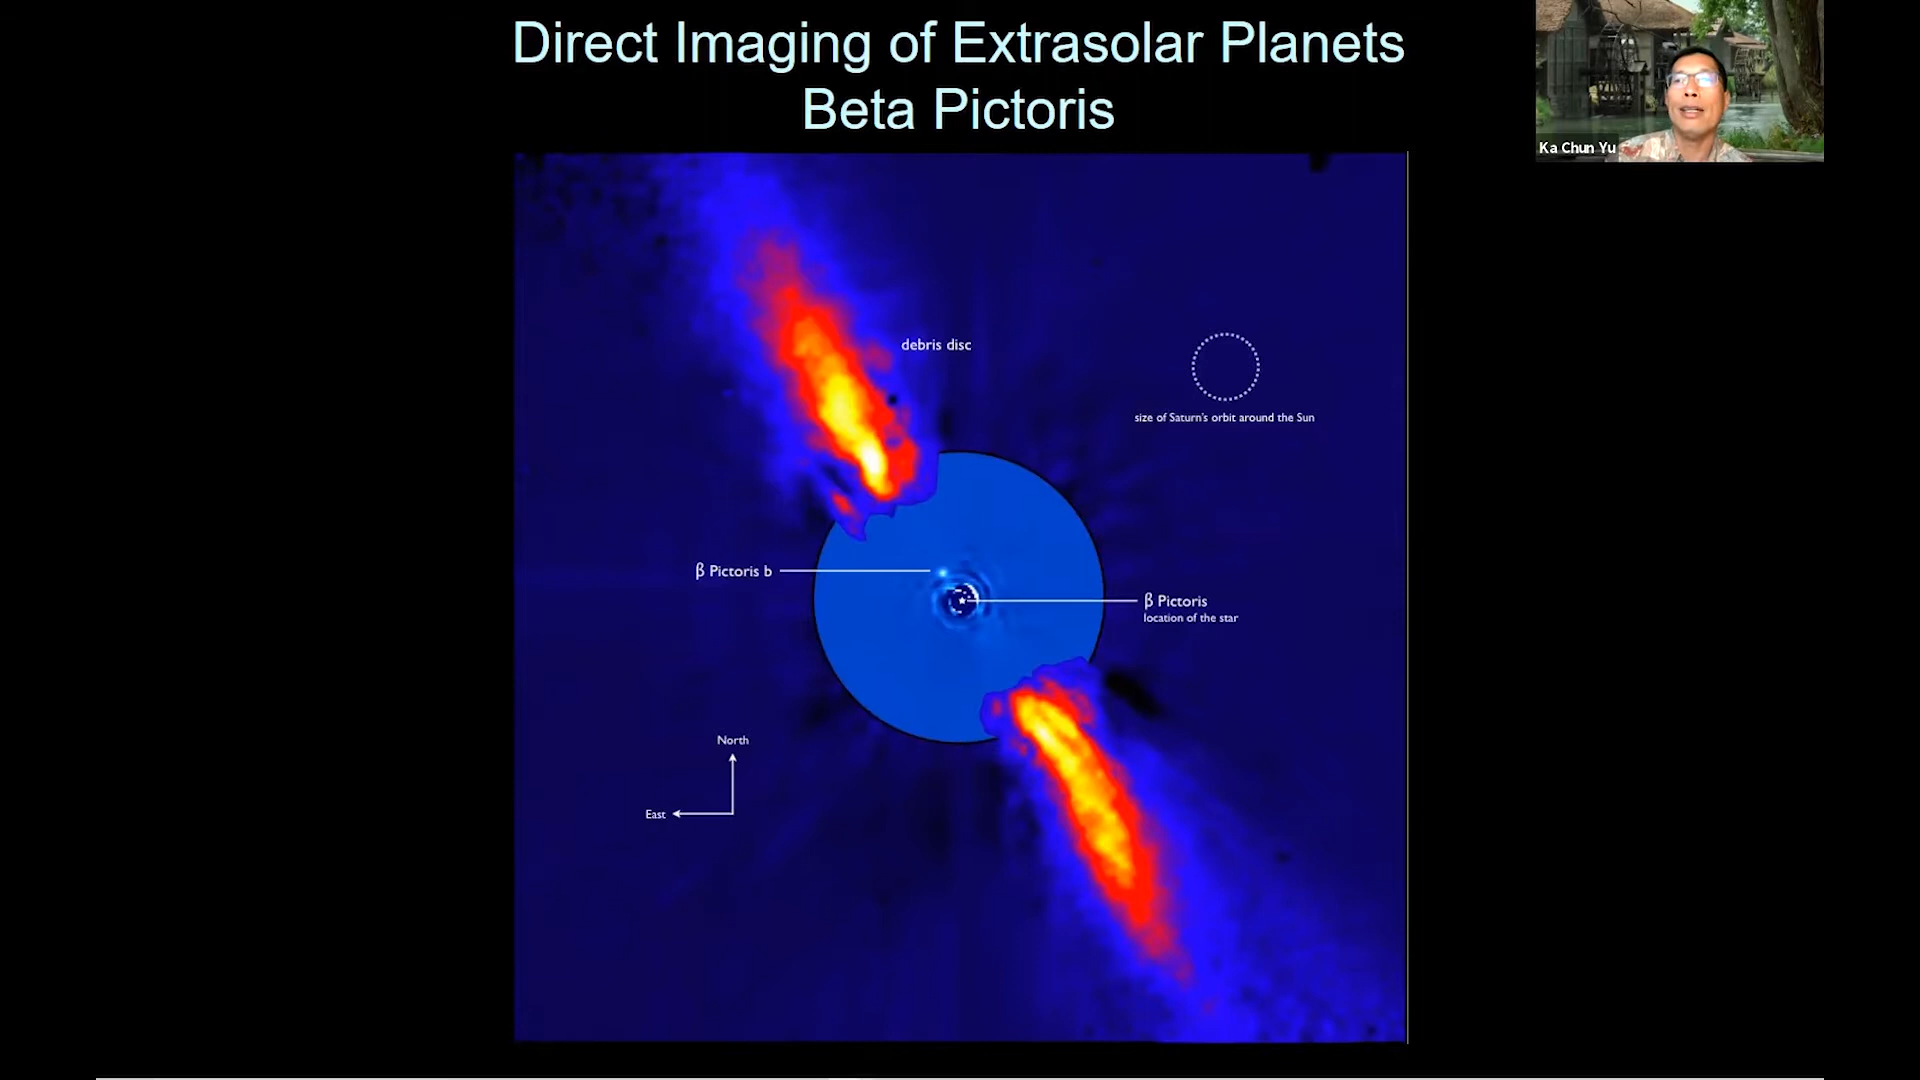 Direct Imaging of Extrasolar Planets
Beta Pictoris
Ka Chun Yu
debris disc
size of Saturn's orbit around the Sun
β Pictoris b
β Pictoris
location of the star
North
East